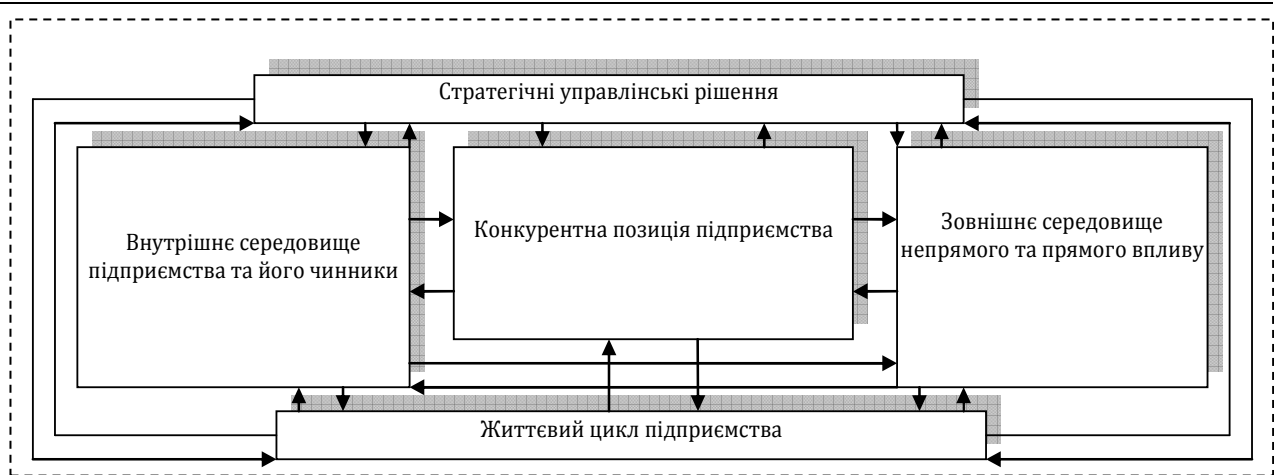 Стратегічні управлінські рішення
Внутрішнє середовище
підприємства та його чинники
Конкурентна позиція підприємства
Зовнішнє середовище
непрямого та прямого впливу
Життєвий цикл підприємства